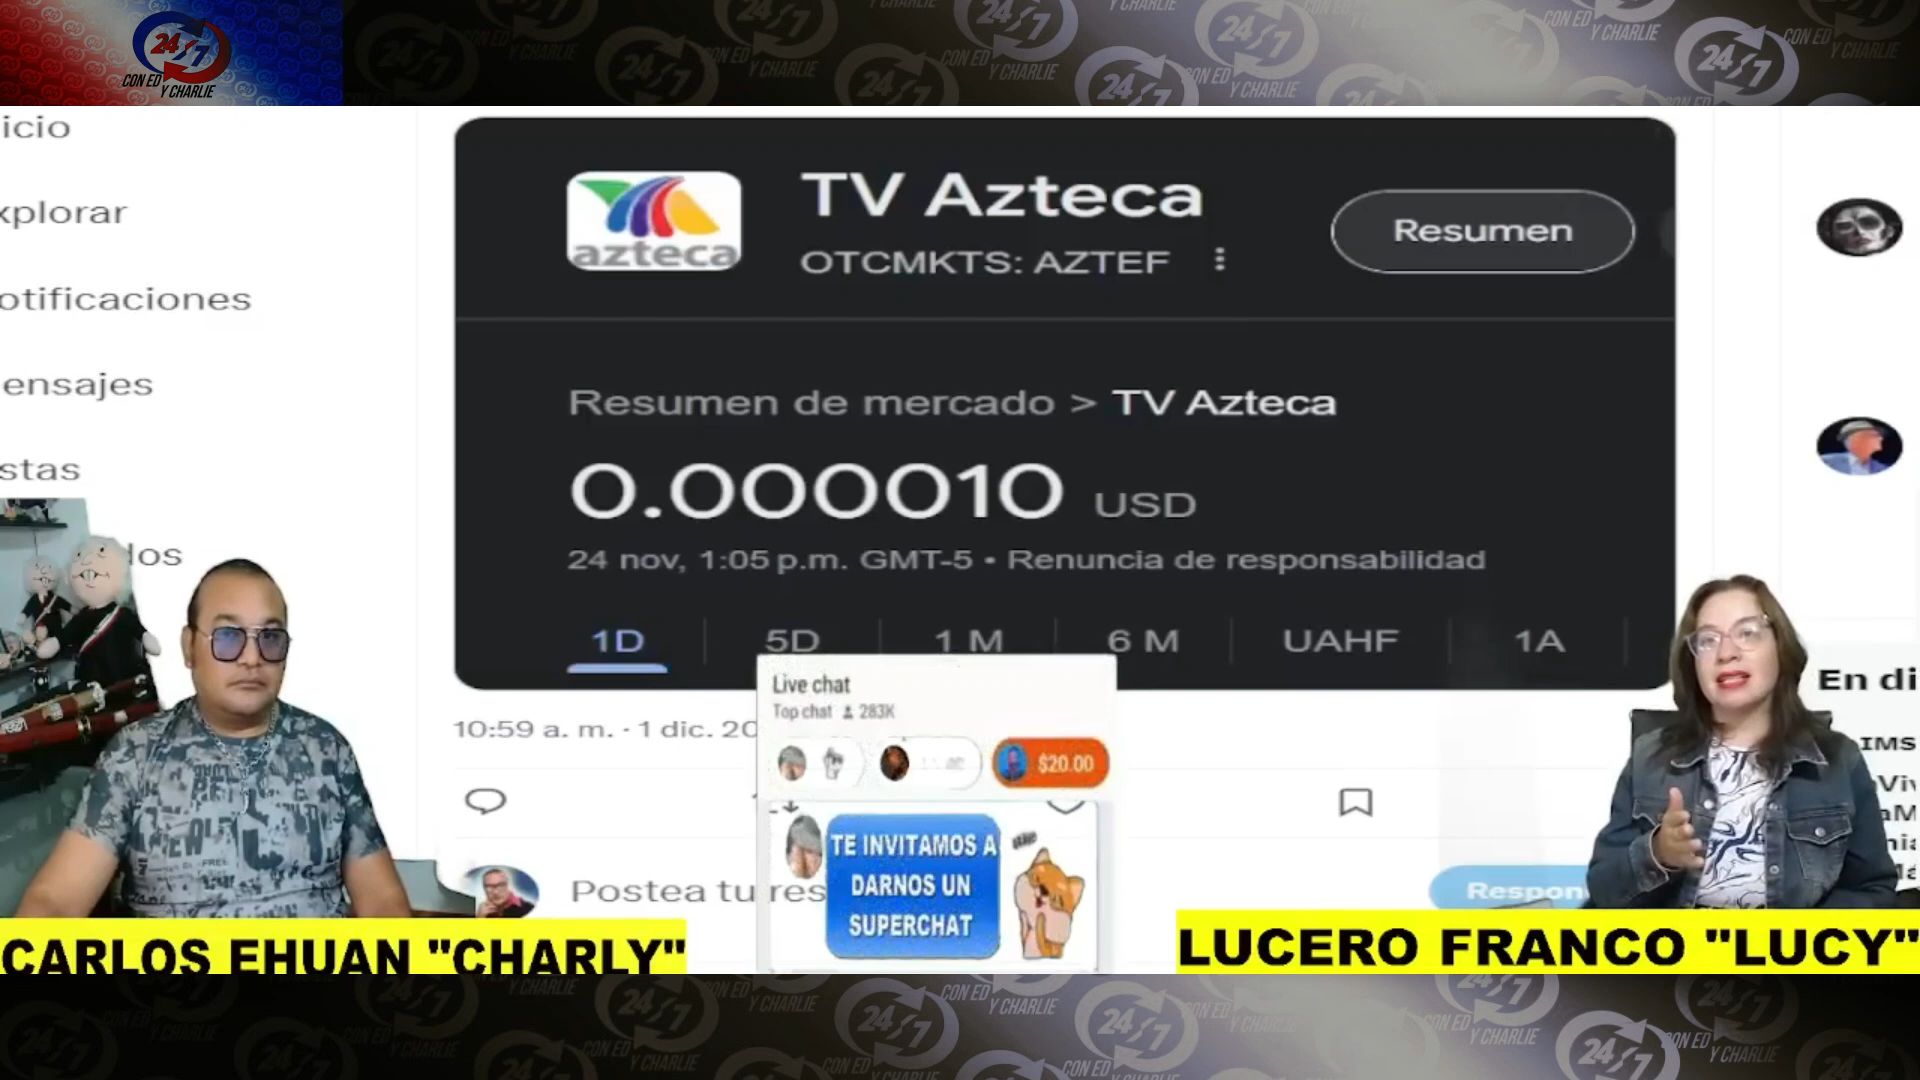 24/7
CON ED
Y CHARLIE
icio
xplorar
otificaciones
ensajes
stas
dos
azteca
TV Azteca
OTCMKTS: AZTEF
Resumen
Resumen de mercado > TV Azteca
0.000010 USD
24 nov, 1:05 p.m. GMT-5 • Renuncia de responsabilidad
1D
5D
1 M
6 M
UAHF
1A
10:59 a. m. · 1 dic. 20
Live chat
Top chat 283K
$20.00
TE INVITAMOS A
DARNOS UN
SUPERCHAT
Postea tu res
Respon
En di
IMS
CARLOS EHUAN "CHARLY"
LUCERO FRANCO "LUCY"